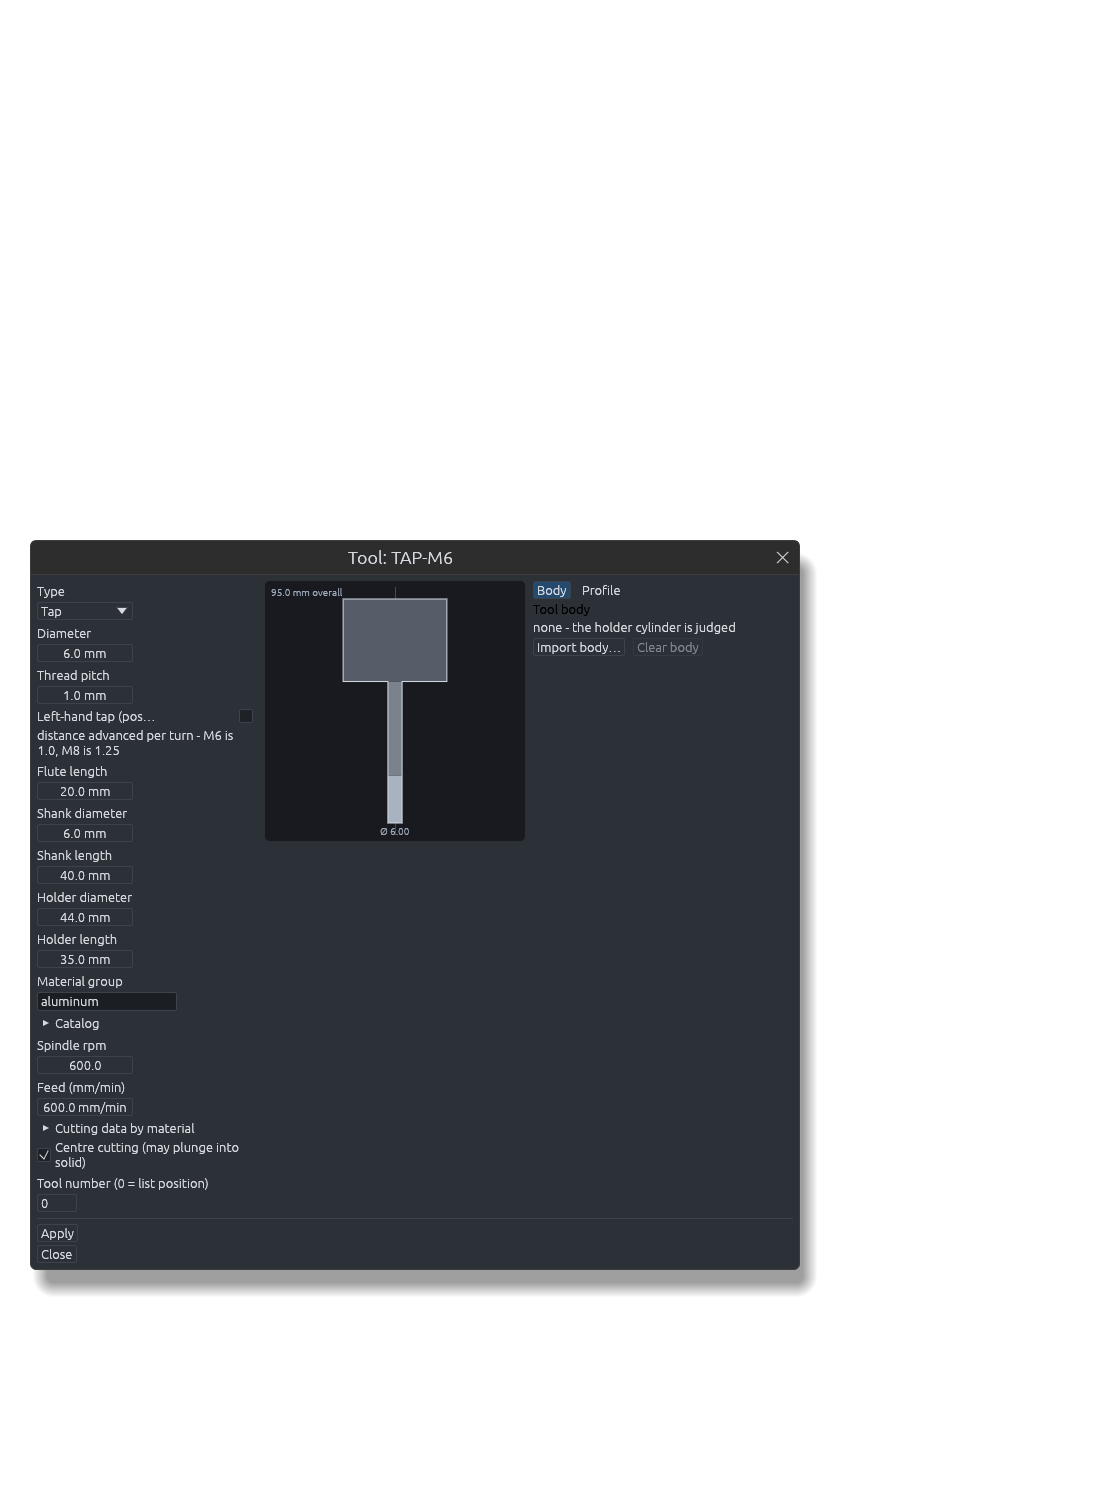 Tool: TAP-M6
Type
Tap
Diameter
6.0 mm
Thread pitch
1.0 mm
Left-hand tap (pos…
distance advanced per turn - M6 is
1.0, M8 is 1.25
Flute length
20.0 mm
Shank diameter
6.0 mm
Shank length
40.0 mm
Holder diameter
44.0 mm
Holder length
35.0 mm
Material group
aluminum
Catalog
Spindle rpm
600.0
Feed (mm/min)
600.0 mm/min
Cutting data by material
Centre cutting (may plunge into
solid)
Tool number (0 = list position)
0
Apply
Close
95.0 mm overall
Ø 6.00
Body Profile
Tool body
none - the holder cylinder is judged
Import body… Clear body